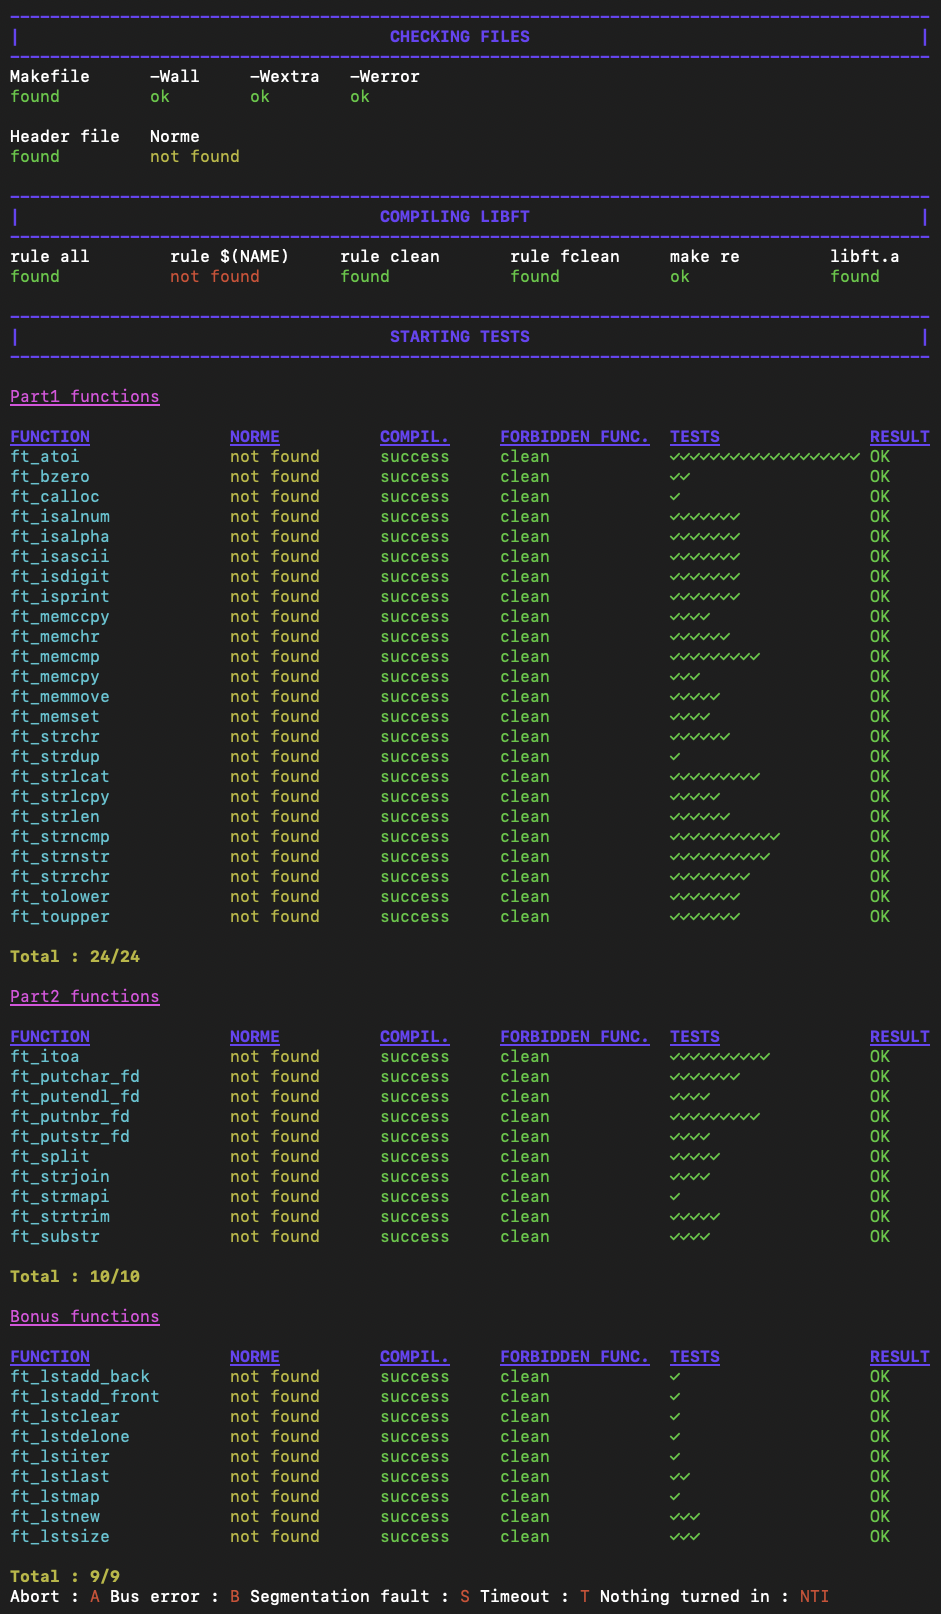 CHECKING FILES
Makefile -Wall -Wextra -Werror
found ok ok ok
Header file Norme
found not found
COMPILING LIBFT
rule all rule $(NAME) rule clean rule fclean make re libft.a
found not found found found ok found
STARTING TESTS
Part1 functions
FUNCTION NORME COMPIL. FORBIDDEN FUNC. TESTS RESULT
ft_atoi not found success clean ✓✓✓✓✓✓✓✓✓✓✓✓✓✓✓✓✓✓✓ OK
ft_bzero not found success clean ✓✓ OK
ft_calloc not found success clean ✓ OK
ft_isalnum not found success clean ✓✓✓✓✓✓✓ OK
ft_isalpha not found success clean ✓✓✓✓✓✓✓ OK
ft_isascii not found success clean ✓✓✓✓✓✓✓ OK
ft_isdigit not found success clean ✓✓✓✓✓✓✓ OK
ft_isprint not found success clean ✓✓✓✓✓✓✓ OK
ft_memccpy not found success clean ✓✓✓✓ OK
ft_memchr not found success clean ✓✓✓✓✓✓ OK
ft_memcmp not found success clean ✓✓✓✓✓✓✓✓✓ OK
ft_memcpy not found success clean ✓✓✓ OK
ft_memmove not found success clean ✓✓✓✓✓ OK
ft_memset not found success clean ✓✓✓✓ OK
ft_strchr not found success clean ✓✓✓✓✓✓ OK
ft_strdup not found success clean ✓ OK
ft_strlcat not found success clean ✓✓✓✓✓✓✓✓✓ OK
ft_strlcpy not found success clean ✓✓✓✓✓ OK
ft_strlen not found success clean ✓✓✓✓✓✓ OK
ft_strncmp not found success clean ✓✓✓✓✓✓✓✓✓✓✓ OK
ft_strnstr not found success clean ✓✓✓✓✓✓✓✓✓✓ OK
ft_strrchr not found success clean ✓✓✓✓✓✓✓✓ OK
ft_tolower not found success clean ✓✓✓✓✓✓✓ OK
ft_toupper not found success clean ✓✓✓✓✓✓✓ OK
Total : 24/24
Part2 functions
FUNCTION NORME COMPIL. FORBIDDEN FUNC. TESTS RESULT
ft_itoa not found success clean ✓✓✓✓✓✓✓✓✓✓ OK
ft_putchar_fd not found success clean ✓✓✓✓✓✓✓ OK
ft_putendl_fd not found success clean ✓✓✓✓ OK
ft_putnbr_fd not found success clean ✓✓✓✓✓✓✓✓✓ OK
ft_putstr_fd not found success clean ✓✓✓✓ OK
ft_split not found success clean ✓✓✓✓✓ OK
ft_strjoin not found success clean ✓✓✓✓ OK
ft_strmapi not found success clean ✓ OK
ft_strtrim not found success clean ✓✓✓✓✓ OK
ft_substr not found success clean ✓✓✓✓ OK
Total : 10/10
Bonus functions
FUNCTION NORME COMPIL. FORBIDDEN FUNC. TESTS RESULT
ft_lstadd_back not found success clean ✓ OK
ft_lstadd_front not found success clean ✓ OK
ft_lstclear not found success clean ✓ OK
ft_lstdelone not found success clean ✓ OK
ft_lstiter not found success clean ✓ OK
ft_lstlast not found success clean ✓✓ OK
ft_lstmap not found success clean ✓ OK
ft_lstnew not found success clean ✓✓✓ OK
ft_lstsize not found success clean ✓✓✓ OK
Total : 9/9
Abort : A Bus error : B Segmentation fault : S Timeout : T Nothing turned in : NTI